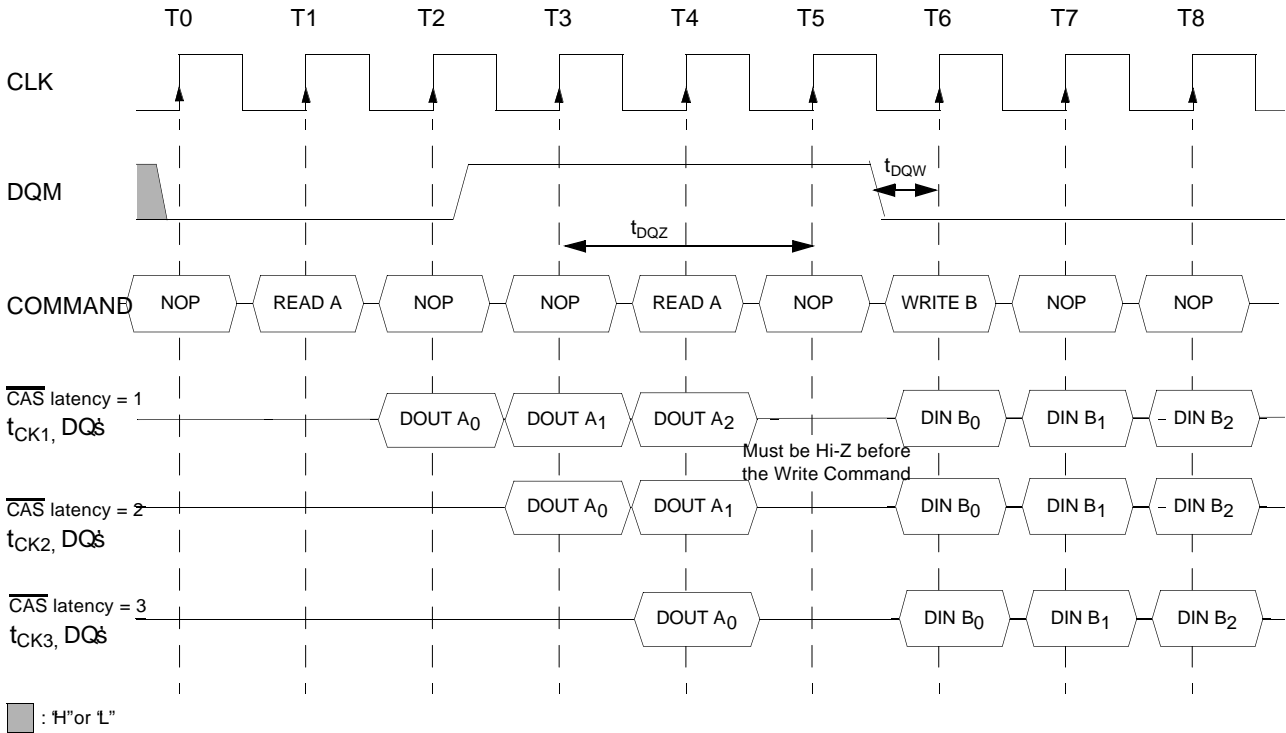 T0 T1 T2 T3 T4 T5 T6 T7 T8
CLK
DQM
tDQW
tDQZ
COMMAND NOP READ A NOP NOP READ A NOP WRITE B NOP NOP
CAS latency = 1
tCK1, DQ's
DOUT A0 DOUT A1 DOUT A2 DIN B0 DIN B1 DIN B2
Must be Hi-Z before
the Write Command
CAS latency = 2
tCK2, DQ's
DOUT A0 DOUT A1 DIN B0 DIN B1 DIN B2
CAS latency = 3
tCK3, DQ's
DOUT A0 DIN B0 DIN B1 DIN B2
: "H" or "L"